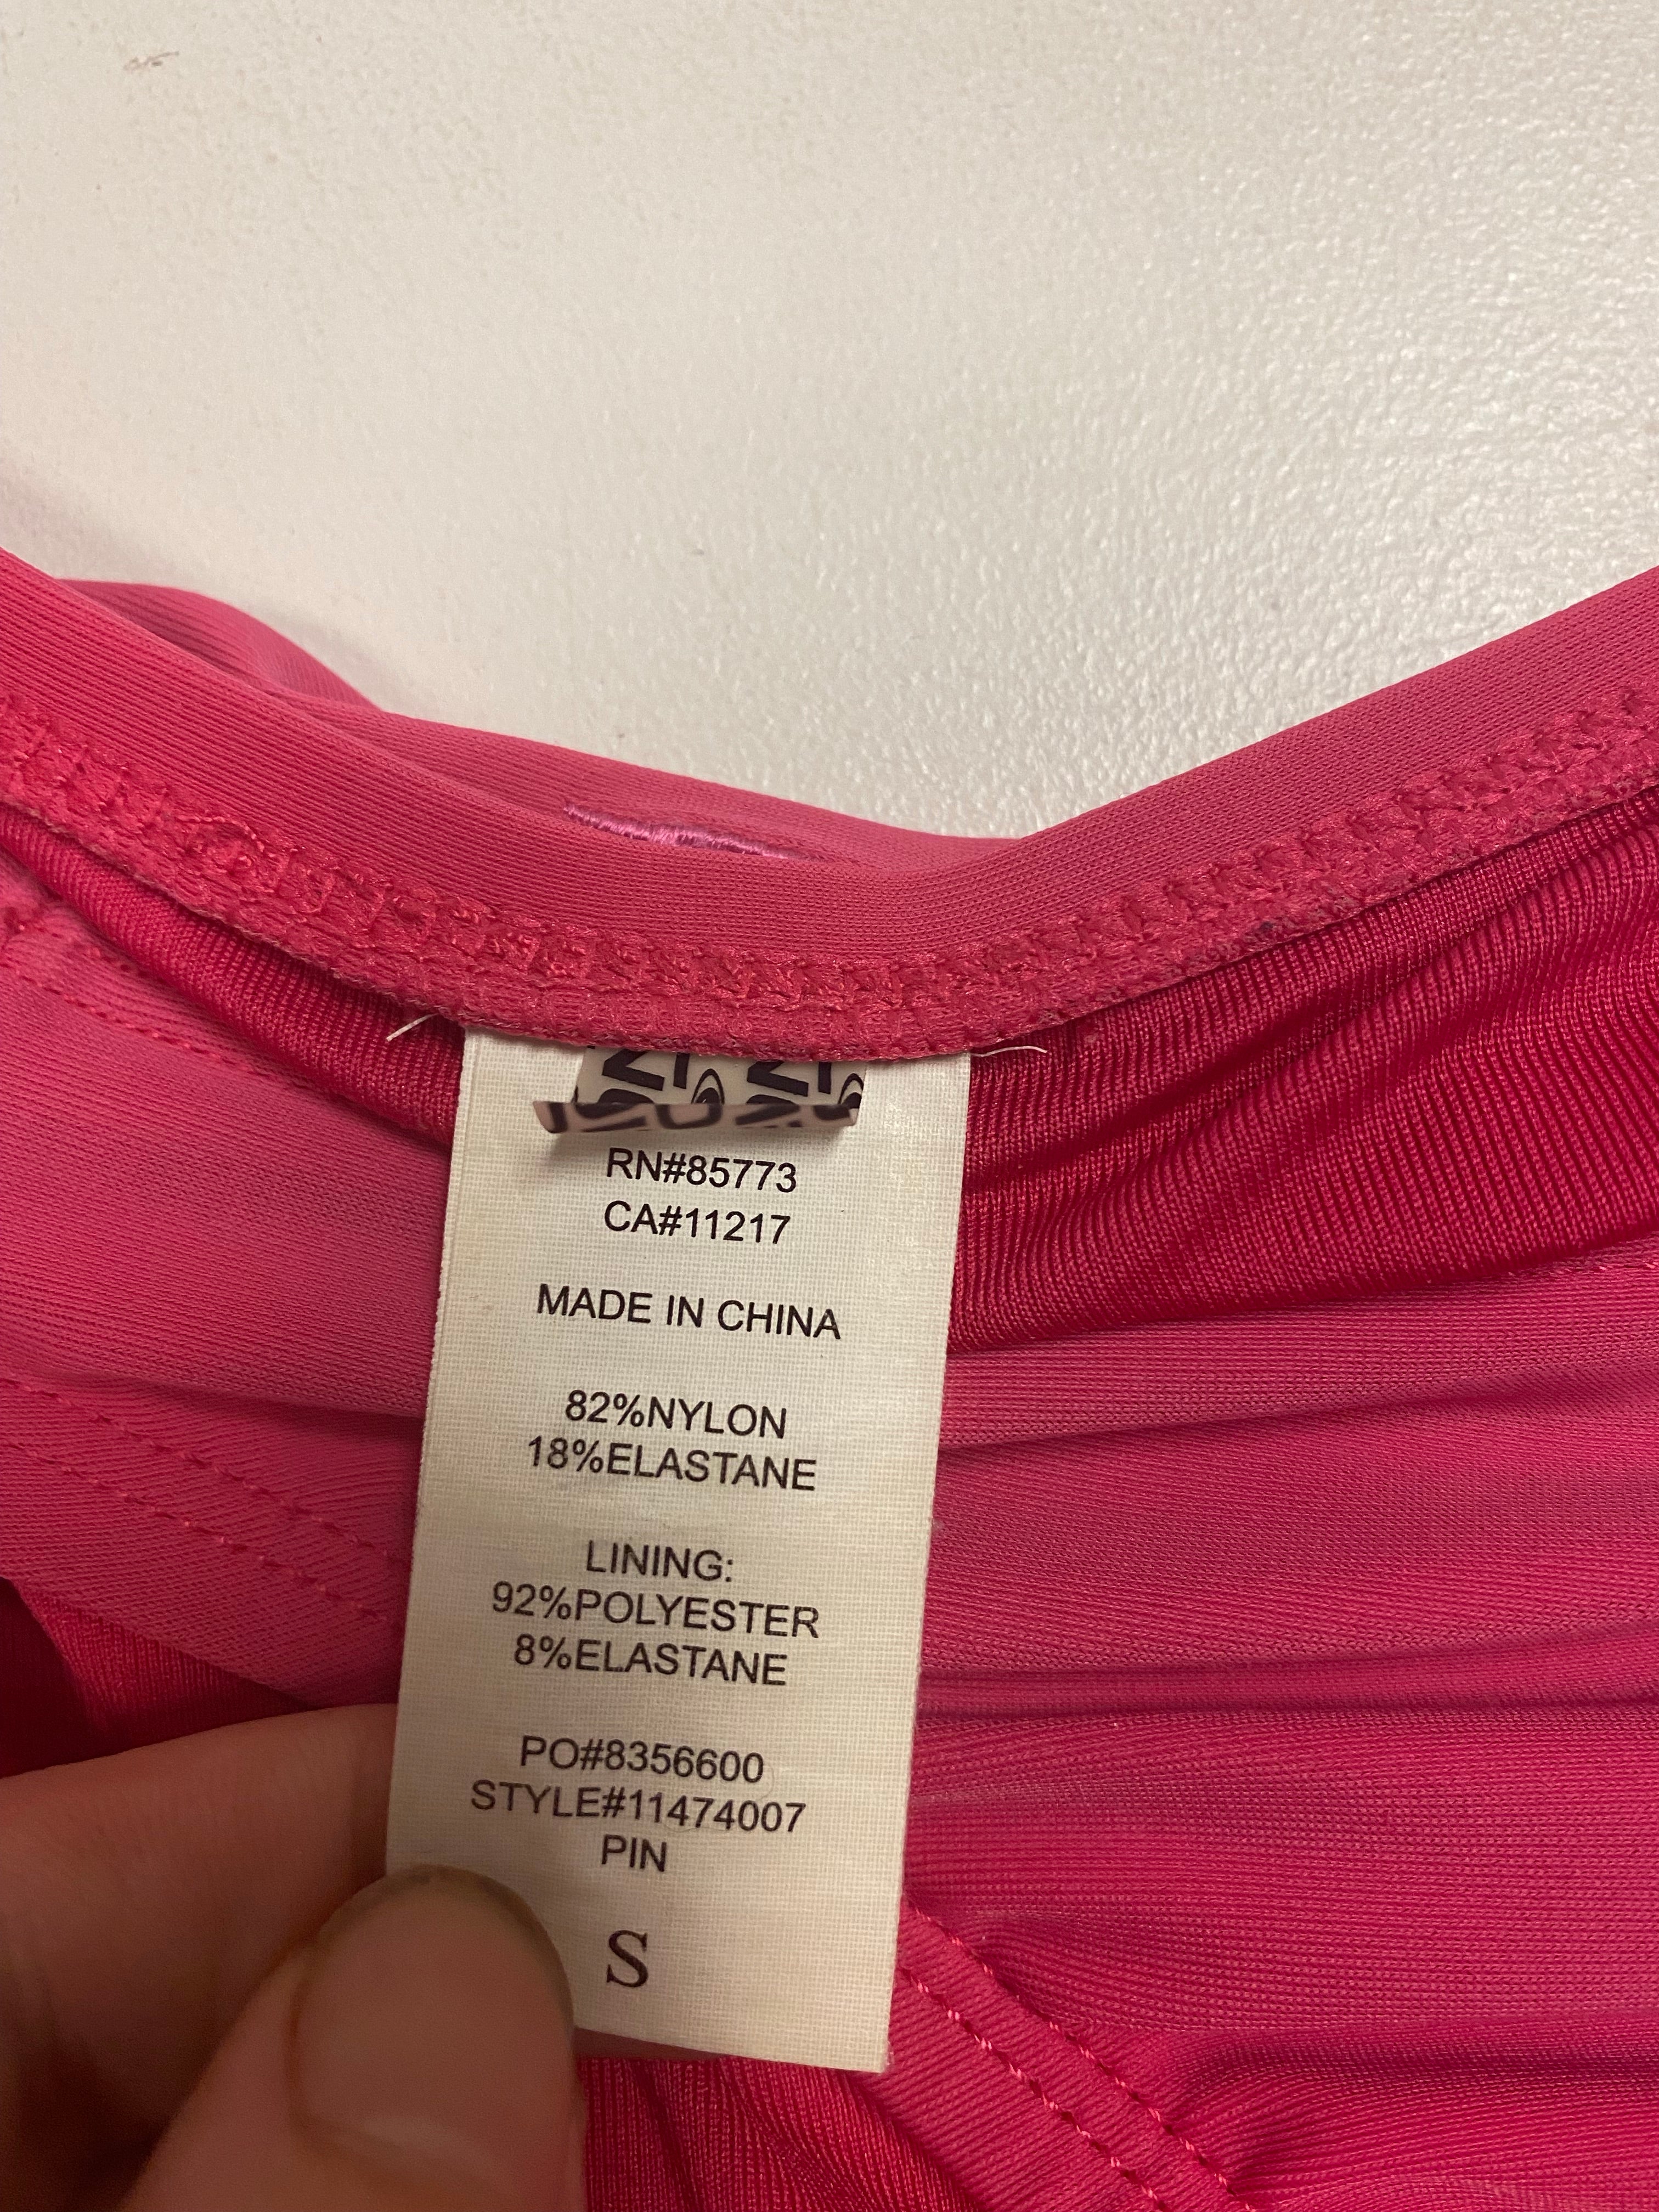 RN#85773
CA#11217
MADE IN CHINA
82%NYLON
18%ELASTANE
LINING:
92%POLYESTER
8%ELASTANE
PO#8356600
STYLE#11474007
PIN
S